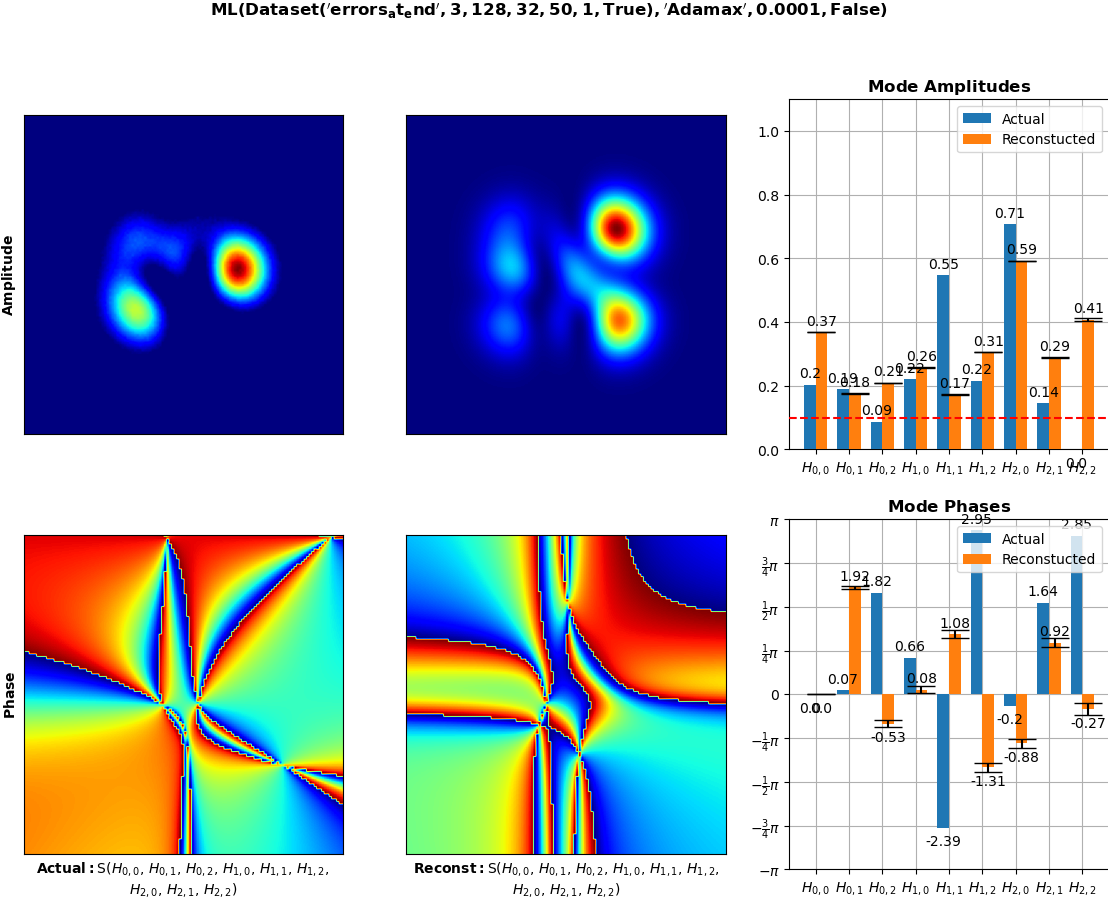 ML(Dataset('errors_at_end', 3, 128, 32, 50, 1, True), 'Adamax', 0.0001, False)
Amplitude
Mode Amplitudes
Actual
Reconstucted
1.0
0.8
0.6
0.4
0.2
0.0
0.2
0.37
0.19
0.18
0.09
0.21
0.22
0.26
0.55
0.17
0.22
0.31
0.71
0.59
0.14
0.29
0.0
0.41
H0,0 H0,1 H0,2 H1,0 H1,1 H1,2 H2,0 H2,1 H2,2
Phase
Mode Phases
Actual
Reconstucted
π
3/4π
1/2π
1/4π
0
−1/4π
−1/2π
−3/4π
−π
0.0
0.0
0.07
1.92
1.82
-0.53
0.66
0.08
-2.39
1.08
2.95
-1.31
-0.2
-0.88
1.64
0.92
2.85
-0.27
H0,0 H0,1 H0,2 H1,0 H1,1 H1,2 H2,0 H2,1 H2,2
Actual: S(H0,0, H0,1, H0,2, H1,0, H1,1, H1,2,
H2,0, H2,1, H2,2)
Reconst: S(H0,0, H0,1, H0,2, H1,0, H1,1, H1,2,
H2,0, H2,1, H2,2)